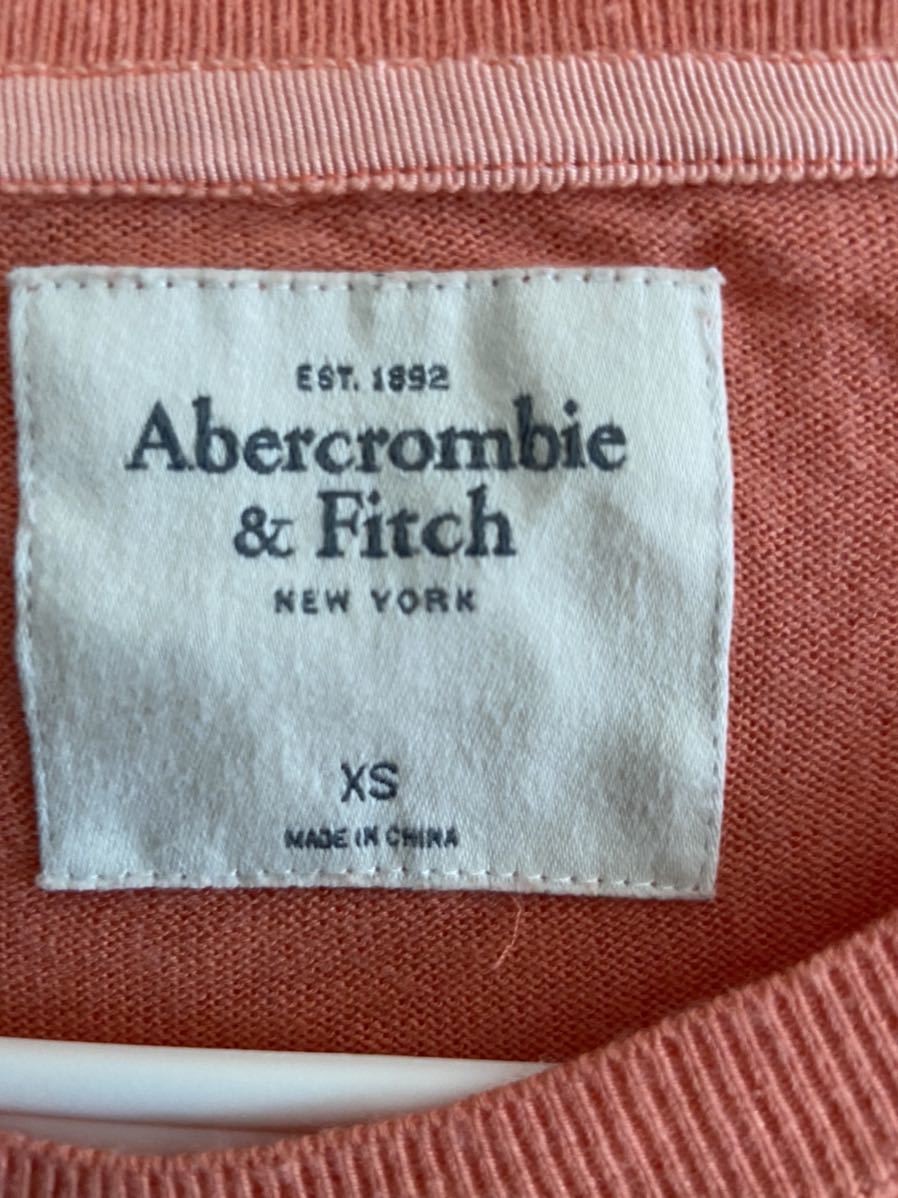 EST. 1892
Abercrombie
& Fitch
NEW YORK
XS
MADE IN CHINA